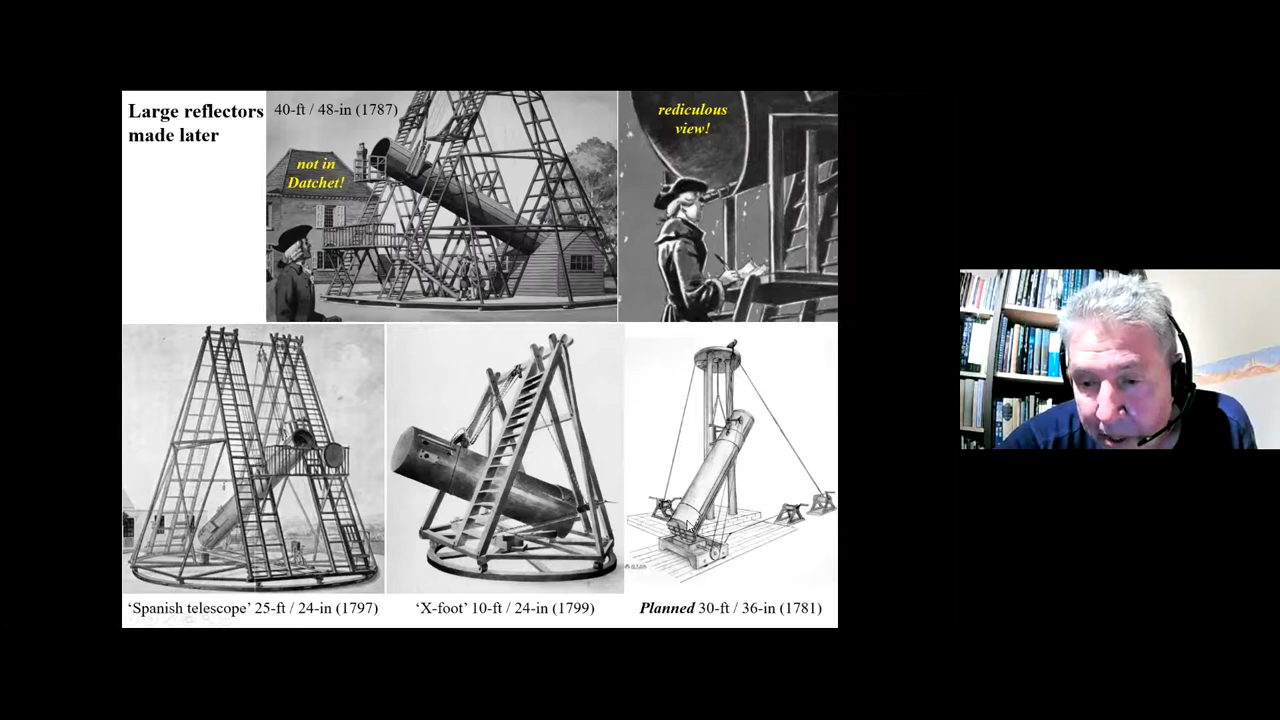 Large reflectors
made later
40-ft / 48-in (1787)
not in
Datchet!
rediculous
view!
‘Spanish telescope’ 25-ft / 24-in (1797)
‘X-foot’ 10-ft / 24-in (1799)
Planned 30-ft / 36-in (1781)